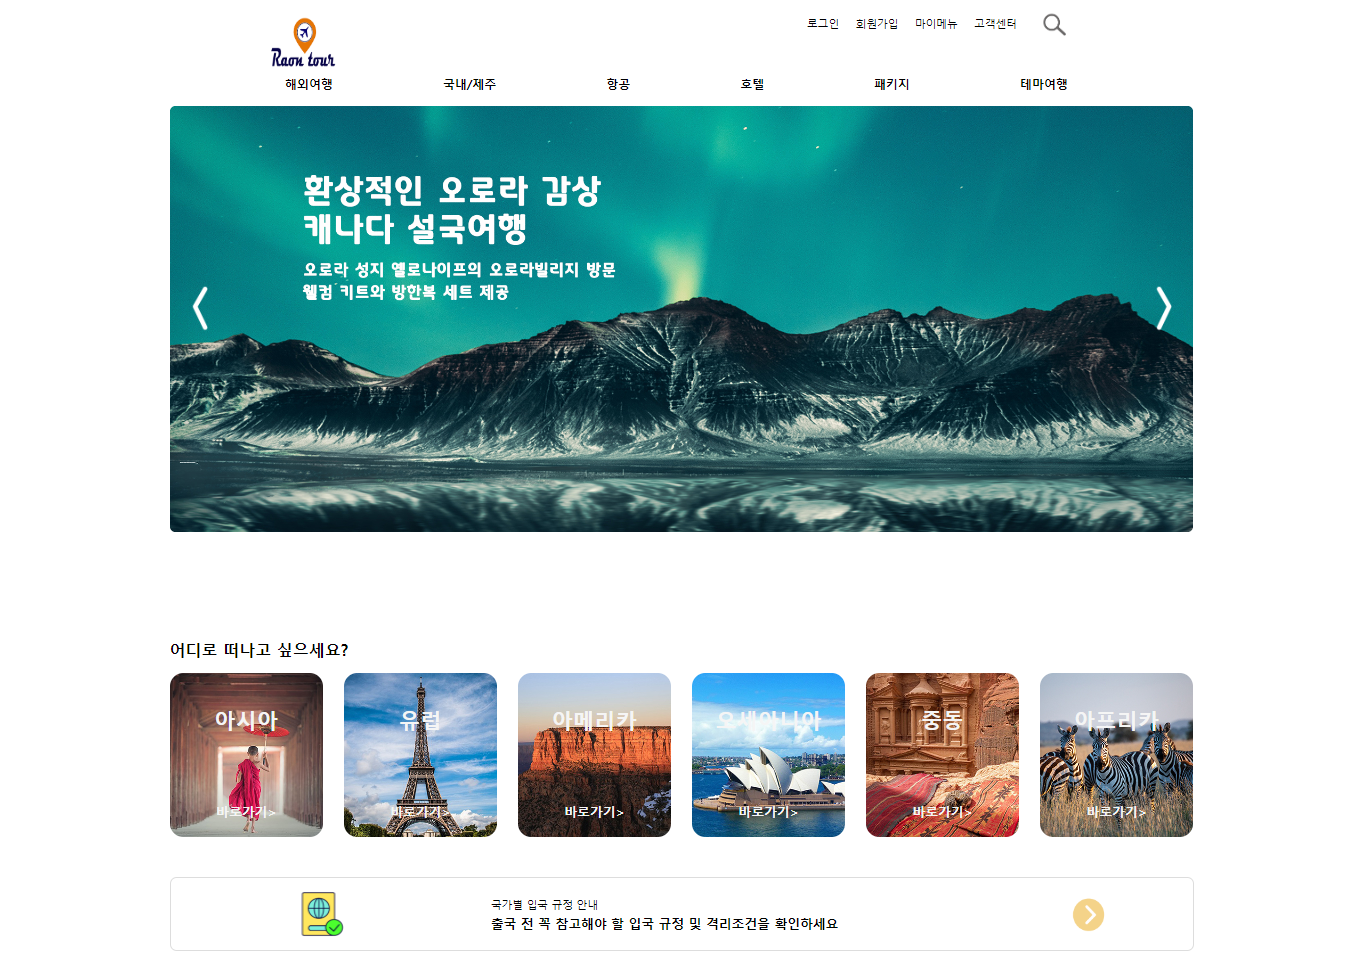 로그인 회원가입 마이메뉴 고객센터
Raon tour
해외여행 국내/제주 항공 호텔 패키지 테마여행
환상적인 오로라 감상
캐나다 설국여행
오로라 성지 옐로나이프의 오로라빌리지 방문
웰컴 키트와 방한복 세트 제공
어디로 떠나고 싶으세요?
아시아 유럽 아메리카 오세아니아 중동 아프리카
바로가기> 바로가기> 바로가기> 바로가기> 바로가기> 바로가기>
국가별 입국 규정 안내
출국 전 꼭 참고해야 할 입국 규정 및 격리조건을 확인하세요